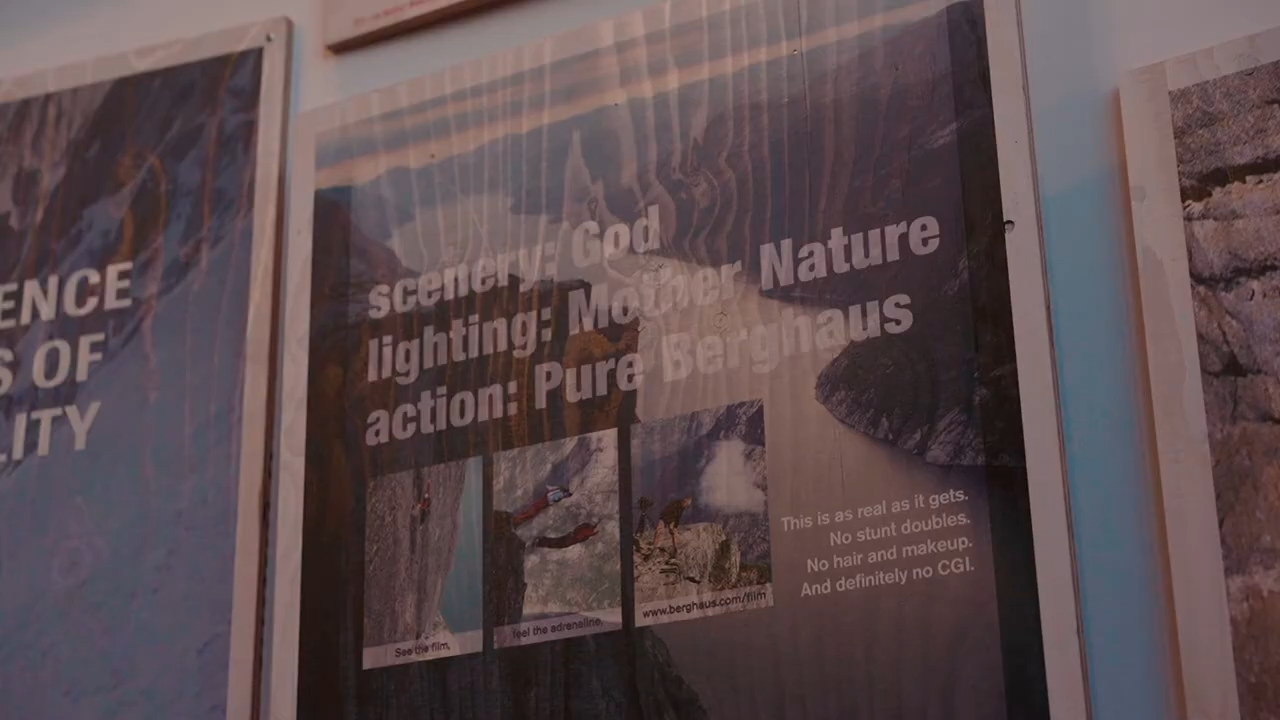 ENCE
S OF
LITY
scenery: God
lighting: Mother Nature
action: Pure Berghaus
This is as real as it gets.
No stunt doubles.
No hair and makeup.
And definitely no CGI.
See the film,
feel the adrenaline,
www.berghaus.com/film